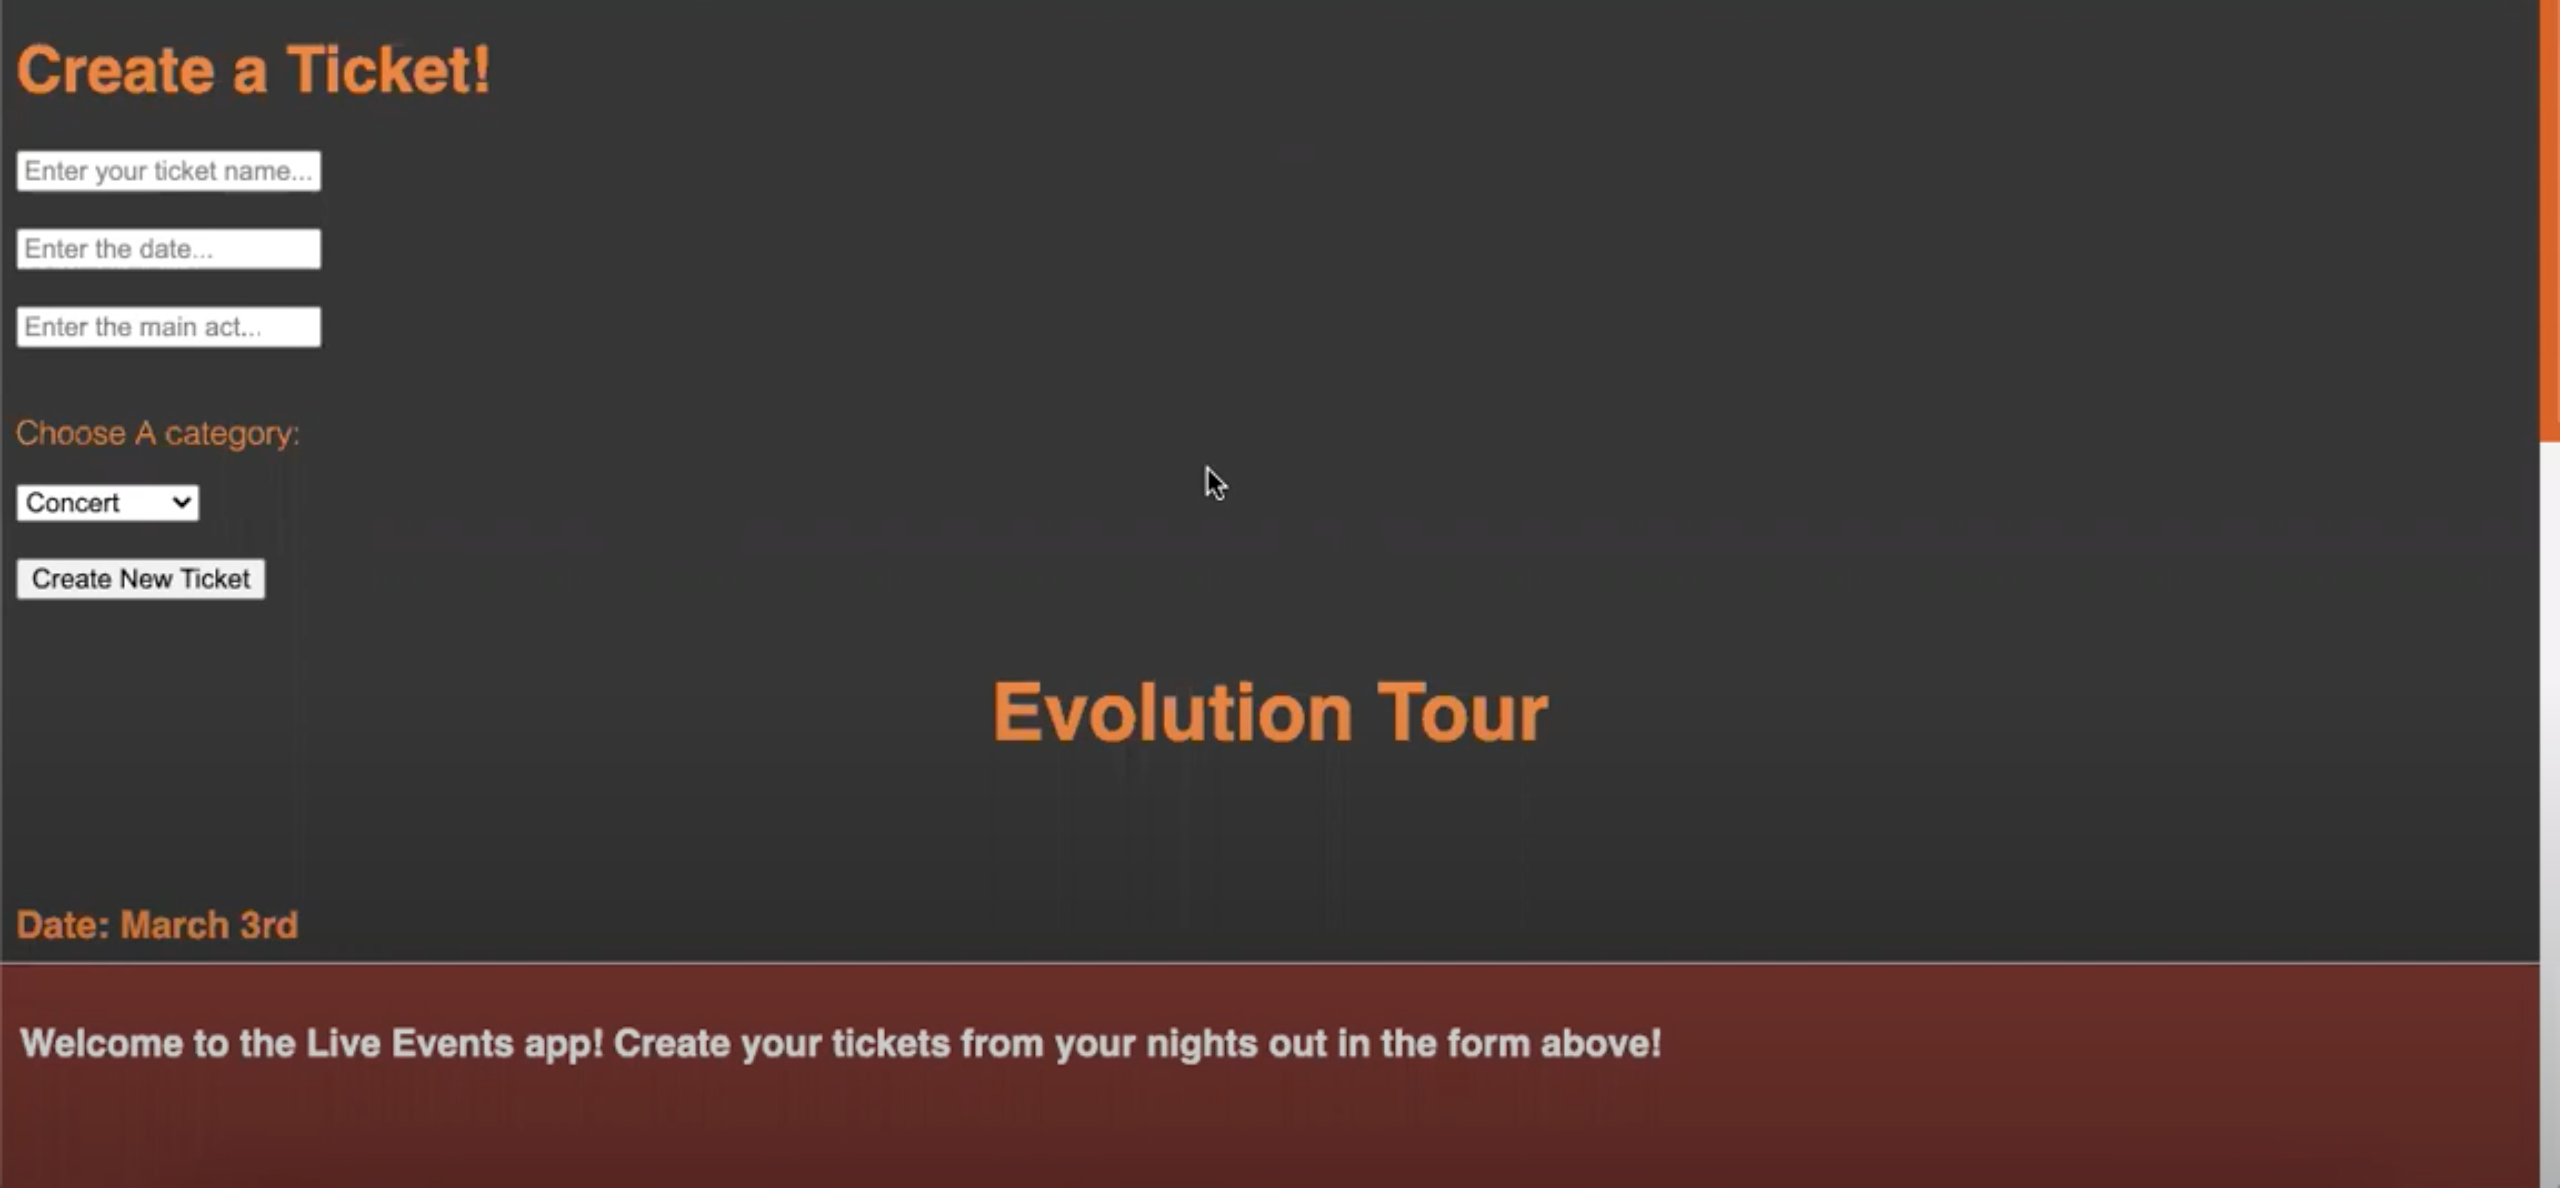 Create a Ticket!
Enter your ticket name...
Enter the date...
Enter the main act...
Choose A category:
Concert
Create New Ticket
Evolution Tour
Date: March 3rd
Welcome to the Live Events app! Create your tickets from your nights out in the form above!